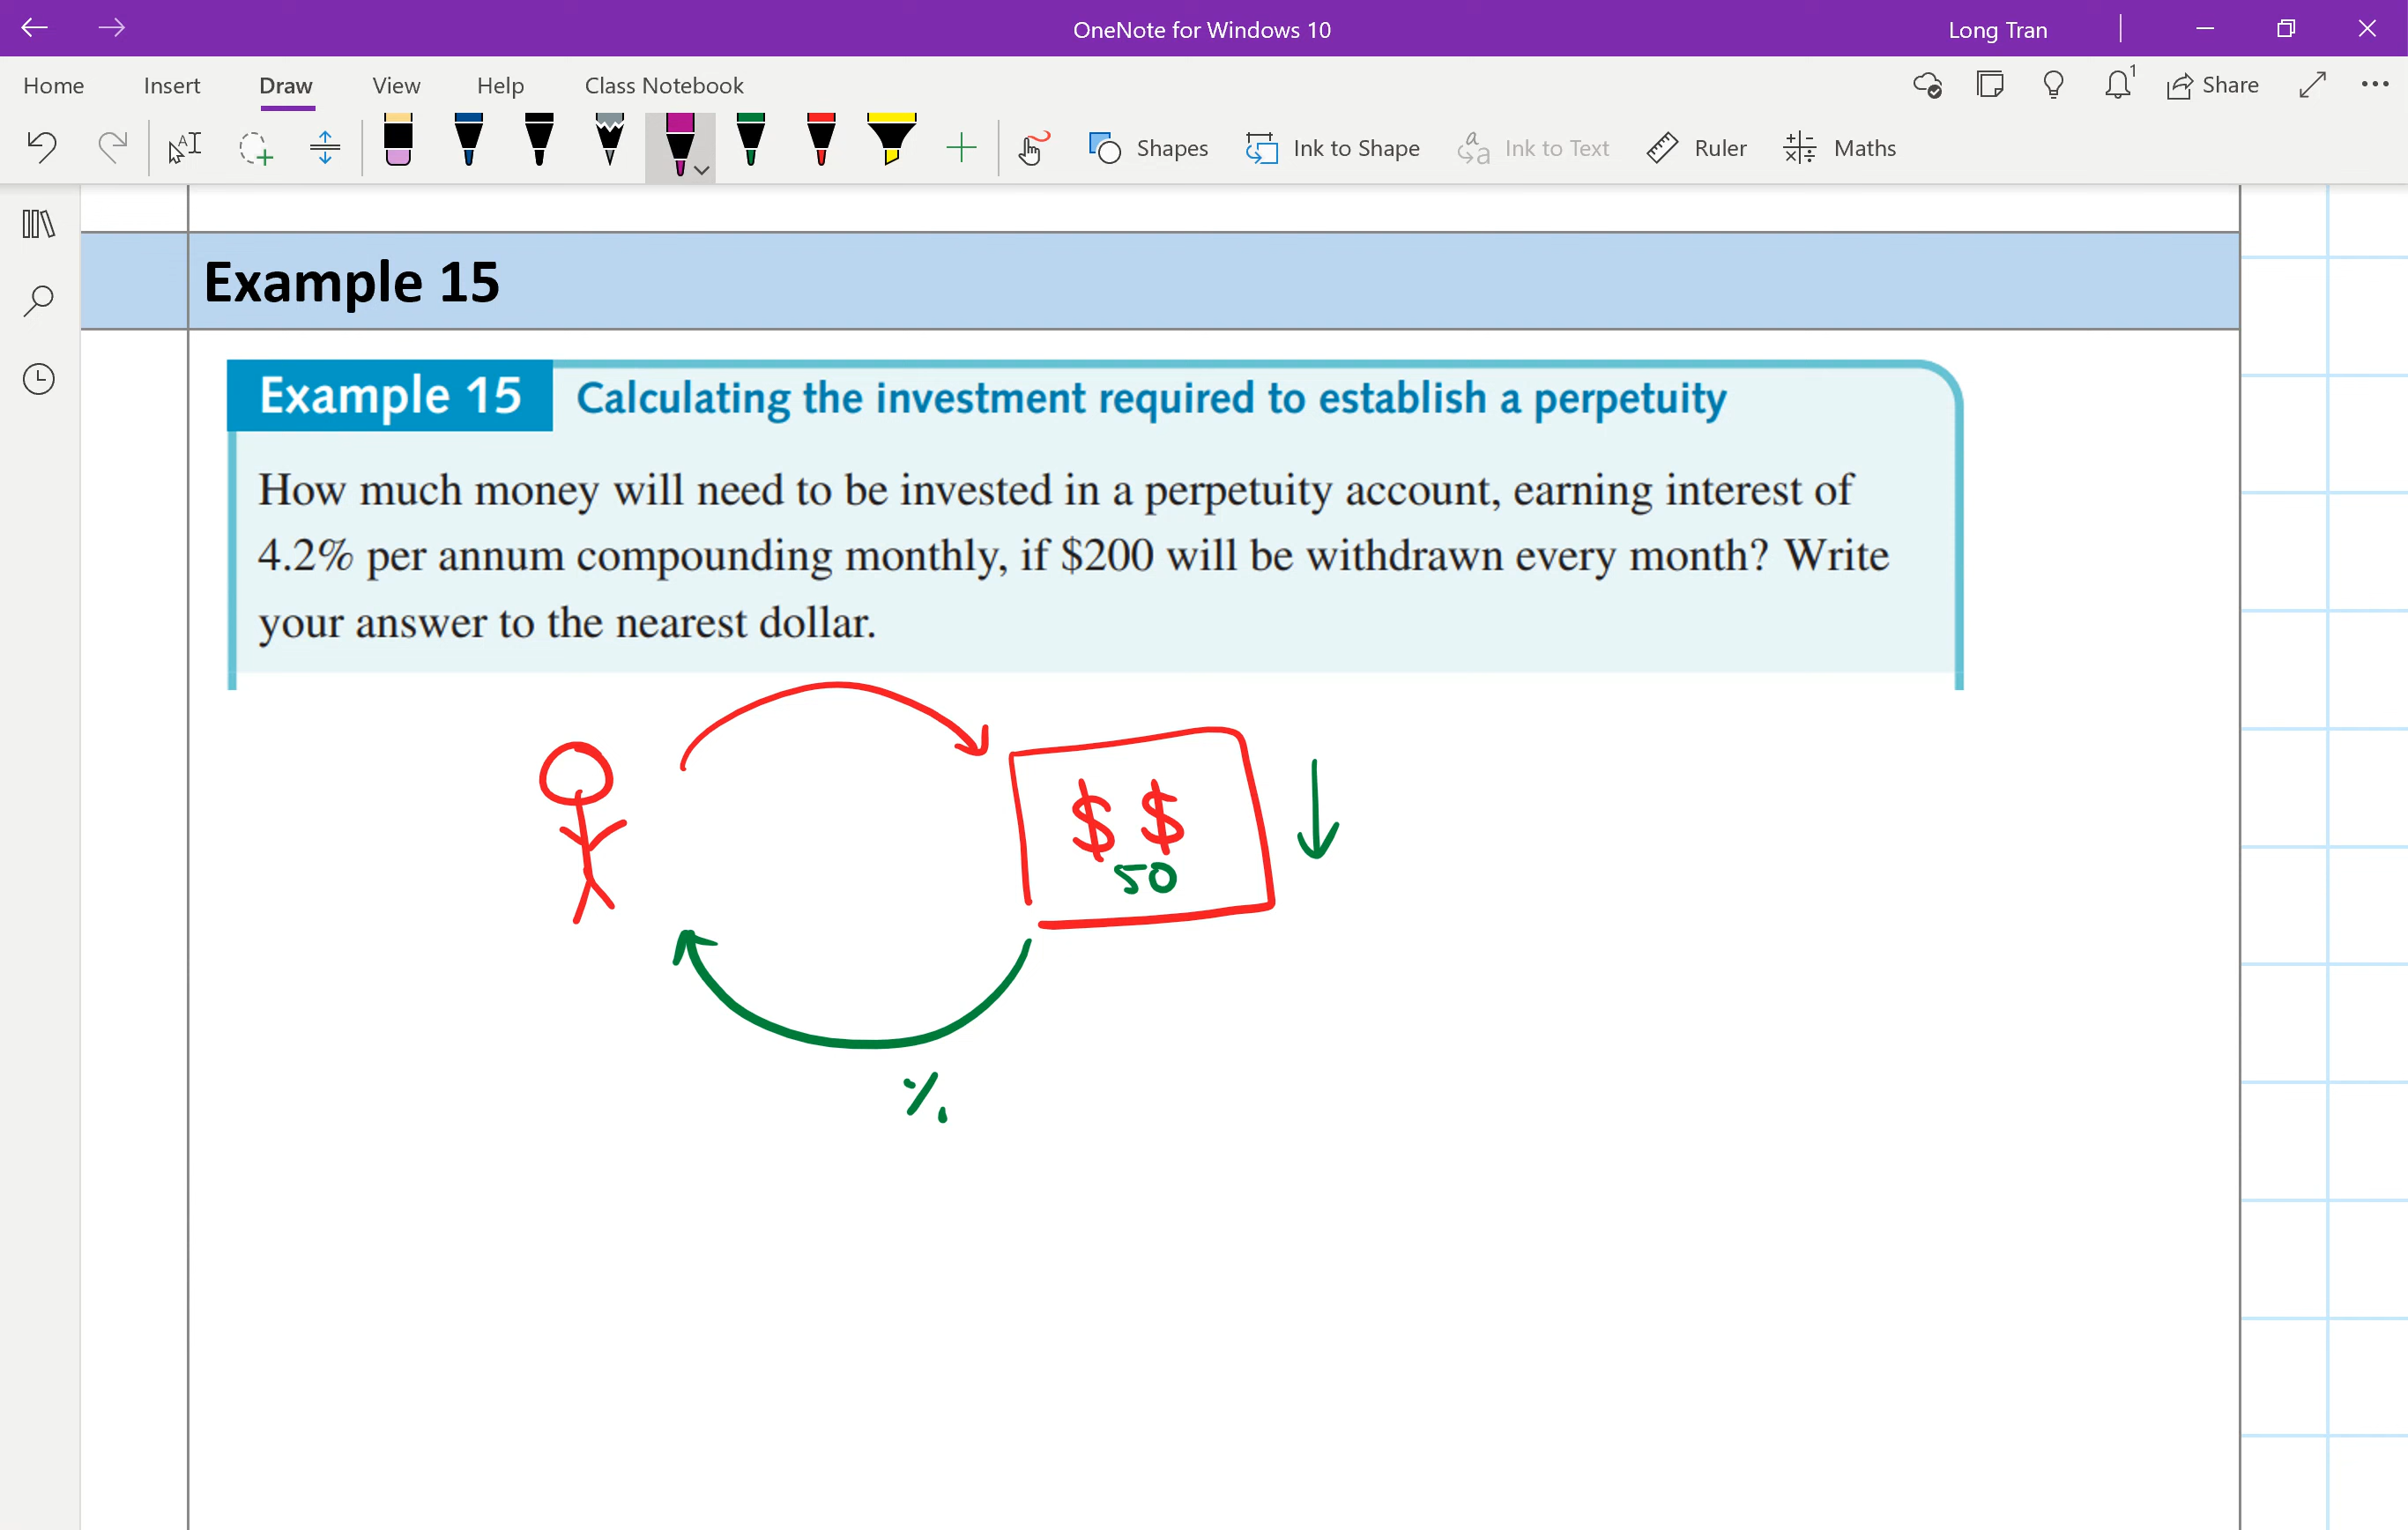 OneNote for Windows 10
Long Tran
Home Insert Draw View Help Class Notebook
1
Share
Shapes Ink to Shape Ink to Text Ruler Maths
Example 15
Example 15 Calculating the investment required to establish a perpetuity
How much money will need to be invested in a perpetuity account, earning interest of
4.2% per annum compounding monthly, if $200 will be withdrawn every month? Write
your answer to the nearest dollar.
$ $
50
%